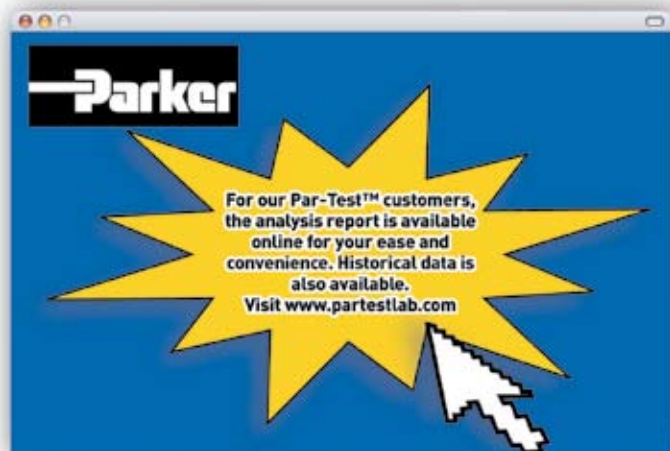 Parker
For our Par-Test™ customers,
the analysis report is available
online for your ease and
convenience. Historical data is
also available.
Visit www.partestlab.com